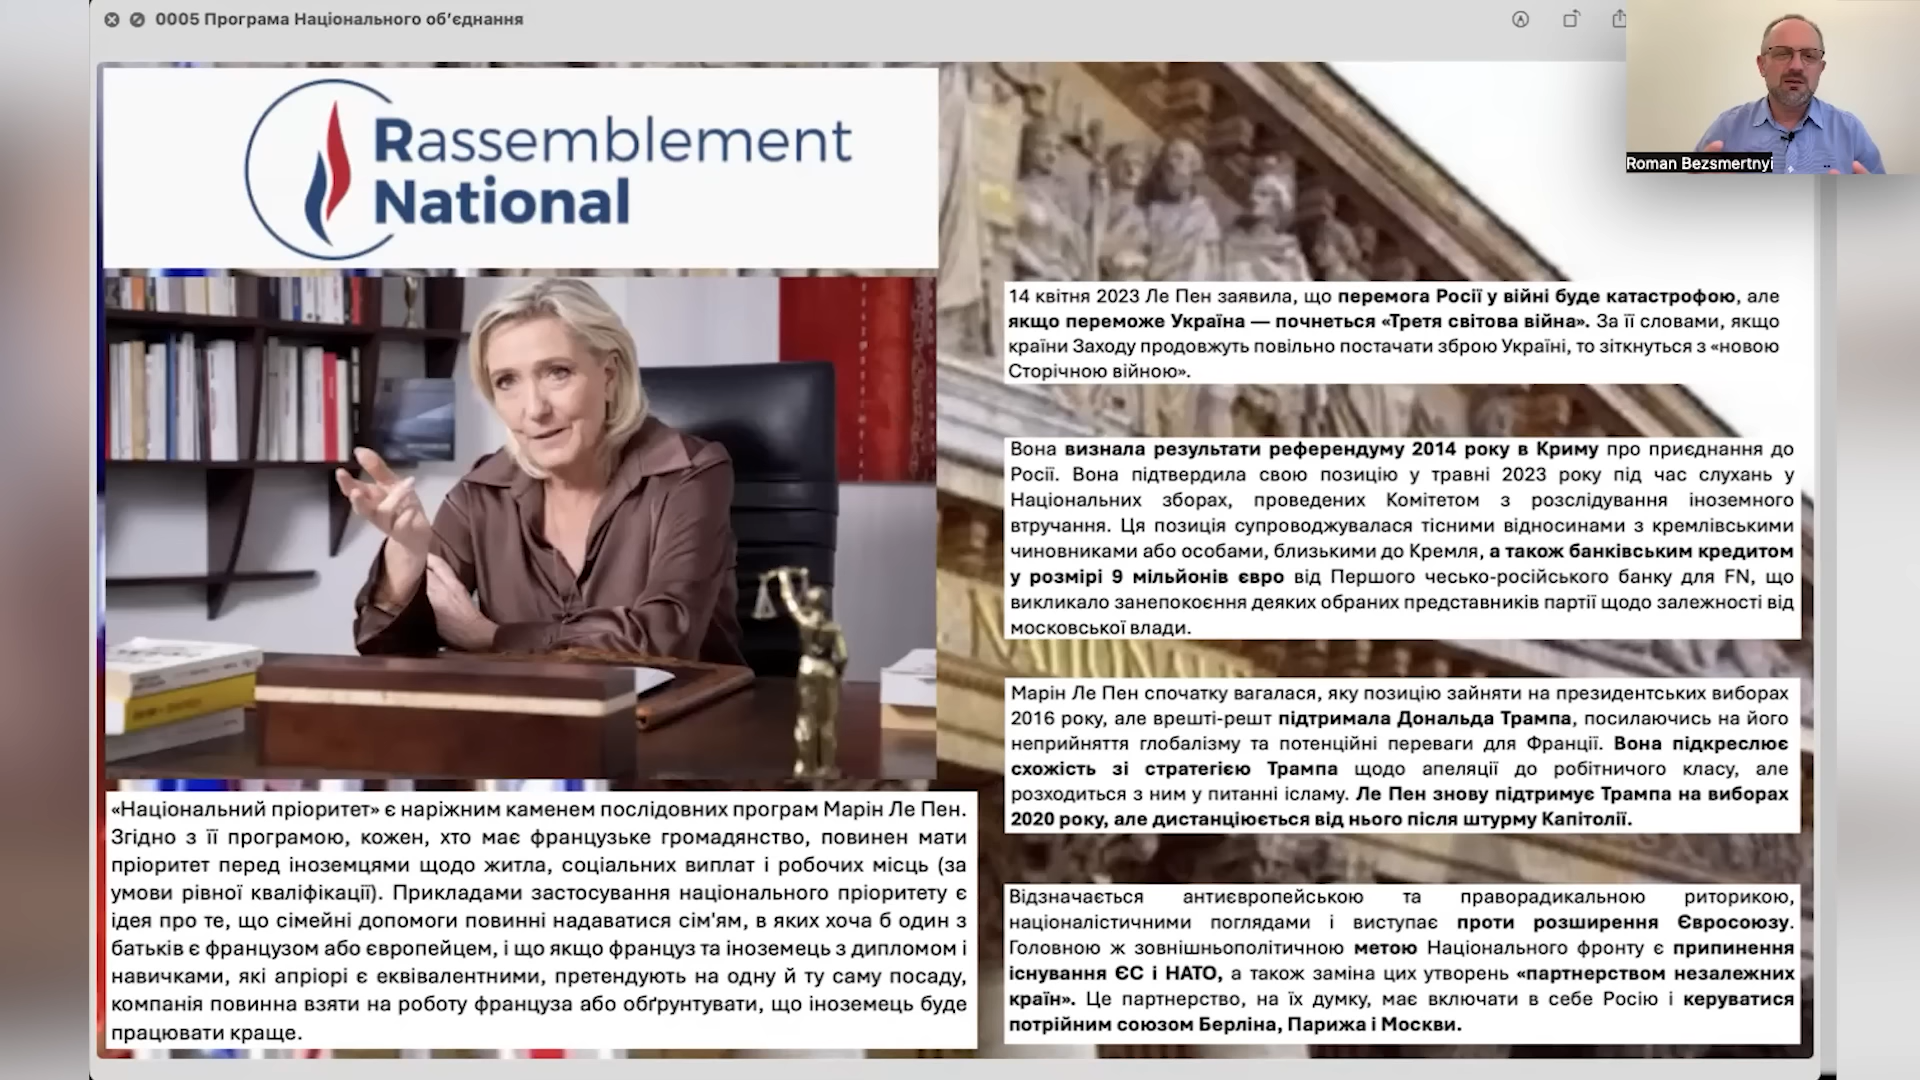 0005 Програма Національного об’єднання
Roman Bezsmertnyi
Rassemblement
National
«Національний пріоритет» є наріжним каменем послідовних програм Марін Ле Пен.
Згідно з її програмою, кожен, хто має французьке громадянство, повинен мати
пріоритет перед іноземцями щодо житла, соціальних виплат і робочих місць (за
умови рівної кваліфікації). Прикладами застосування національного пріоритету є
ідея про те, що сімейні допомоги повинні надаватися сім'ям, в яких хоча б один з
батьків є французом або європейцем, і що якщо француз та іноземець з дипломом і
навичками, які апріорі є еквівалентними, претендують на одну й ту саму посаду,
компанія повинна взяти на роботу француза або обґрунтувати, що іноземець буде
працювати краще.
14 квітня 2023 Ле Пен заявила, що перемога Росії у війні буде катастрофою, але
якщо переможе Україна — почнеться «Третя світова війна». За її словами, якщо
країни Заходу продовжуть повільно постачати зброю Україні, то зіткнуться з «новою
Сторічною війною».
Вона визнала результати референдуму 2014 року в Криму про приєднання до
Росії. Вона підтвердила свою позицію у травні 2023 року під час слухань у
Національних зборах, проведених Комітетом з розслідування іноземного
втручання. Ця позиція супроводжувалася тісними відносинами з кремлівськими
чиновниками або особами, близькими до Кремля, а також банківським кредитом
у розмірі 9 мільйонів євро від Першого чесько-російського банку для FN, що
викликало занепокоєння деяких обраних представників партії щодо залежності від
московської влади.
Марін Ле Пен спочатку вагалася, яку позицію зайняти на президентських виборах
2016 року, але врешті-решт підтримала Дональда Трампа, посилаючись на його
неприйняття глобалізму та потенційні переваги для Франції. Вона підкреслює
схожість зі стратегією Трампа щодо апеляції до робітничого класу, але
розходиться з ним у питанні ісламу. Ле Пен знову підтримує Трампа на виборах
2020 року, але дистанціюється від нього після штурму Капітолії.
Відзначається антиєвропейською та праворадикальною риторикою,
націоналістичними поглядами і виступає проти розширення Євросоюзу.
Головною ж зовнішньополітичною метою Національного фронту є припинення
існування ЄС і НАТО, а також заміна цих утворень «партнерством незалежних
країн». Це партнерство, на їх думку, має включати в себе Росію і керуватися
потрійним союзом Берліна, Парижа і Москви.